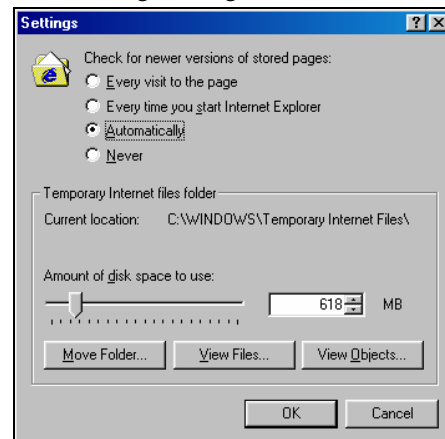 Settings
Check for newer versions of stored pages:
Every visit to the page
Every time you start Internet Explorer
Automatically
Never
Temporary Internet files folder
Current location: C:\WINDOWS\Temporary Internet Files\
Amount of disk space to use:
618 MB
Move Folder... View Files... View Objects...
OK Cancel